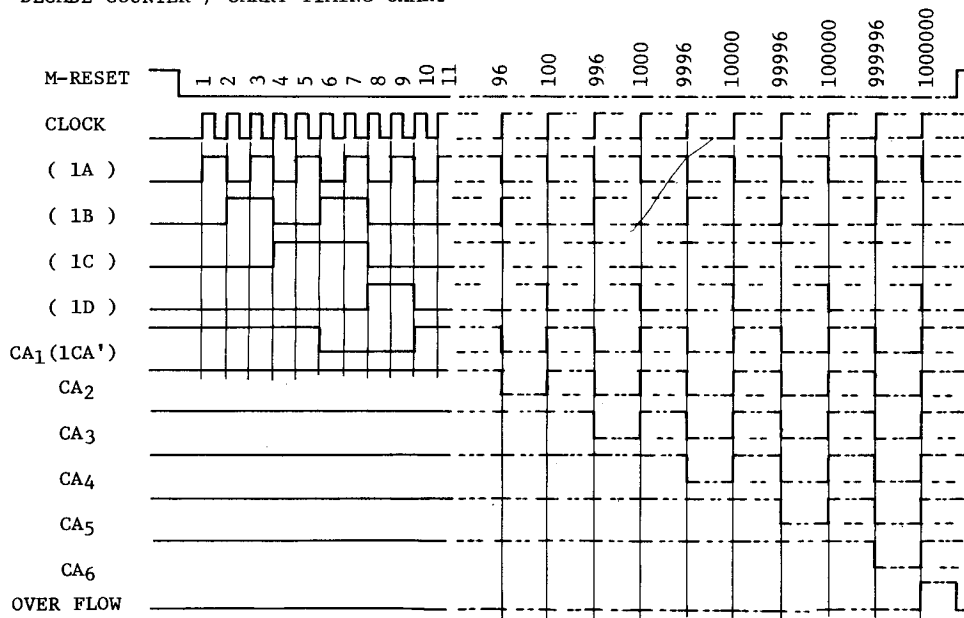 DECADE COUNTER / CARRY TIMING CHART
1 2 3 4 5 6 7 8 9 10 11 96 100 996 1000 99996 10000 99996 100000 999996 1000000
M-RESET
CLOCK
( 1A )
( 1B )
( 1C )
( 1D )
CA1(1CA')
CA2
CA3
CA4
CA5
CA6
OVER FLOW